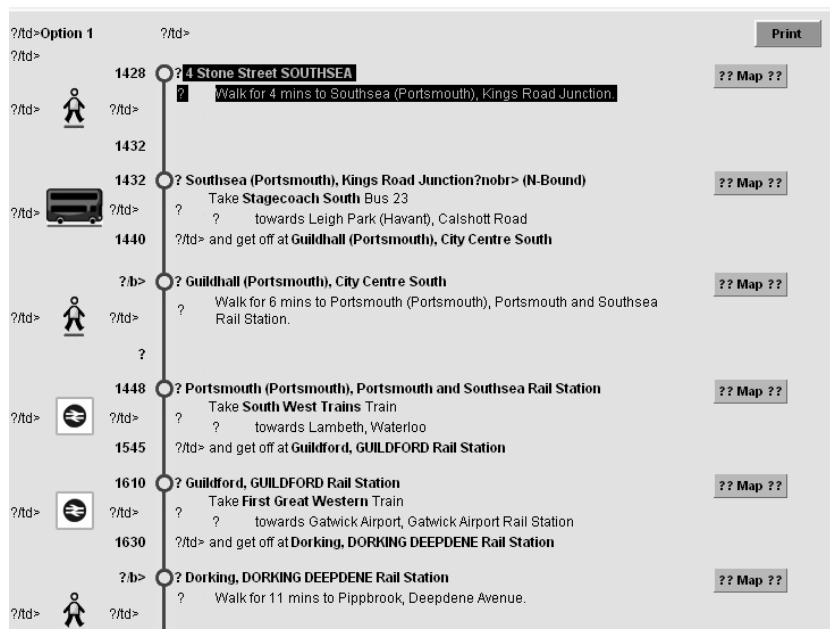 ?/td>Option 1 ?/td> Print
?/td>
1428 ? 4 Stone Street SOUTHSEA ?? Map ??
? Walk for 4 mins to Southsea (Portsmouth), Kings Road Junction.
?/td> ?/td>
1432
1432 ? Southsea (Portsmouth), Kings Road Junction?nobr> (N-Bound) ?? Map ??
Take Stagecoach South Bus 23
?/td> ?/td> ?
? towards Leigh Park (Havant), Calshott Road
1440 ?/td> and get off at Guildhall (Portsmouth), City Centre South
?/b> ? Guildhall (Portsmouth), City Centre South ?? Map ??
Walk for 6 mins to Portsmouth (Portsmouth), Portsmouth and Southsea
?/td> ?/td> ? Rail Station.
?
1448 ? Portsmouth (Portsmouth), Portsmouth and Southsea Rail Station ?? Map ??
Take South West Trains Train
?/td> ?/td> ?
? towards Lambeth, Waterloo
1545 ?/td> and get off at Guildford, GUILDFORD Rail Station
1610 ? Guildford, GUILDFORD Rail Station ?? Map ??
Take First Great Western Train
?/td> ?/td> ?
? towards Gatwick Airport, Gatwick Airport Rail Station
1630 ?/td> and get off at Dorking, DORKING DEEPDENE Rail Station
?/b> ? Dorking, DORKING DEEPDENE Rail Station ?? Map ??
? Walk for 11 mins to Pippbrook, Deepdene Avenue.
?/td> ?/td>